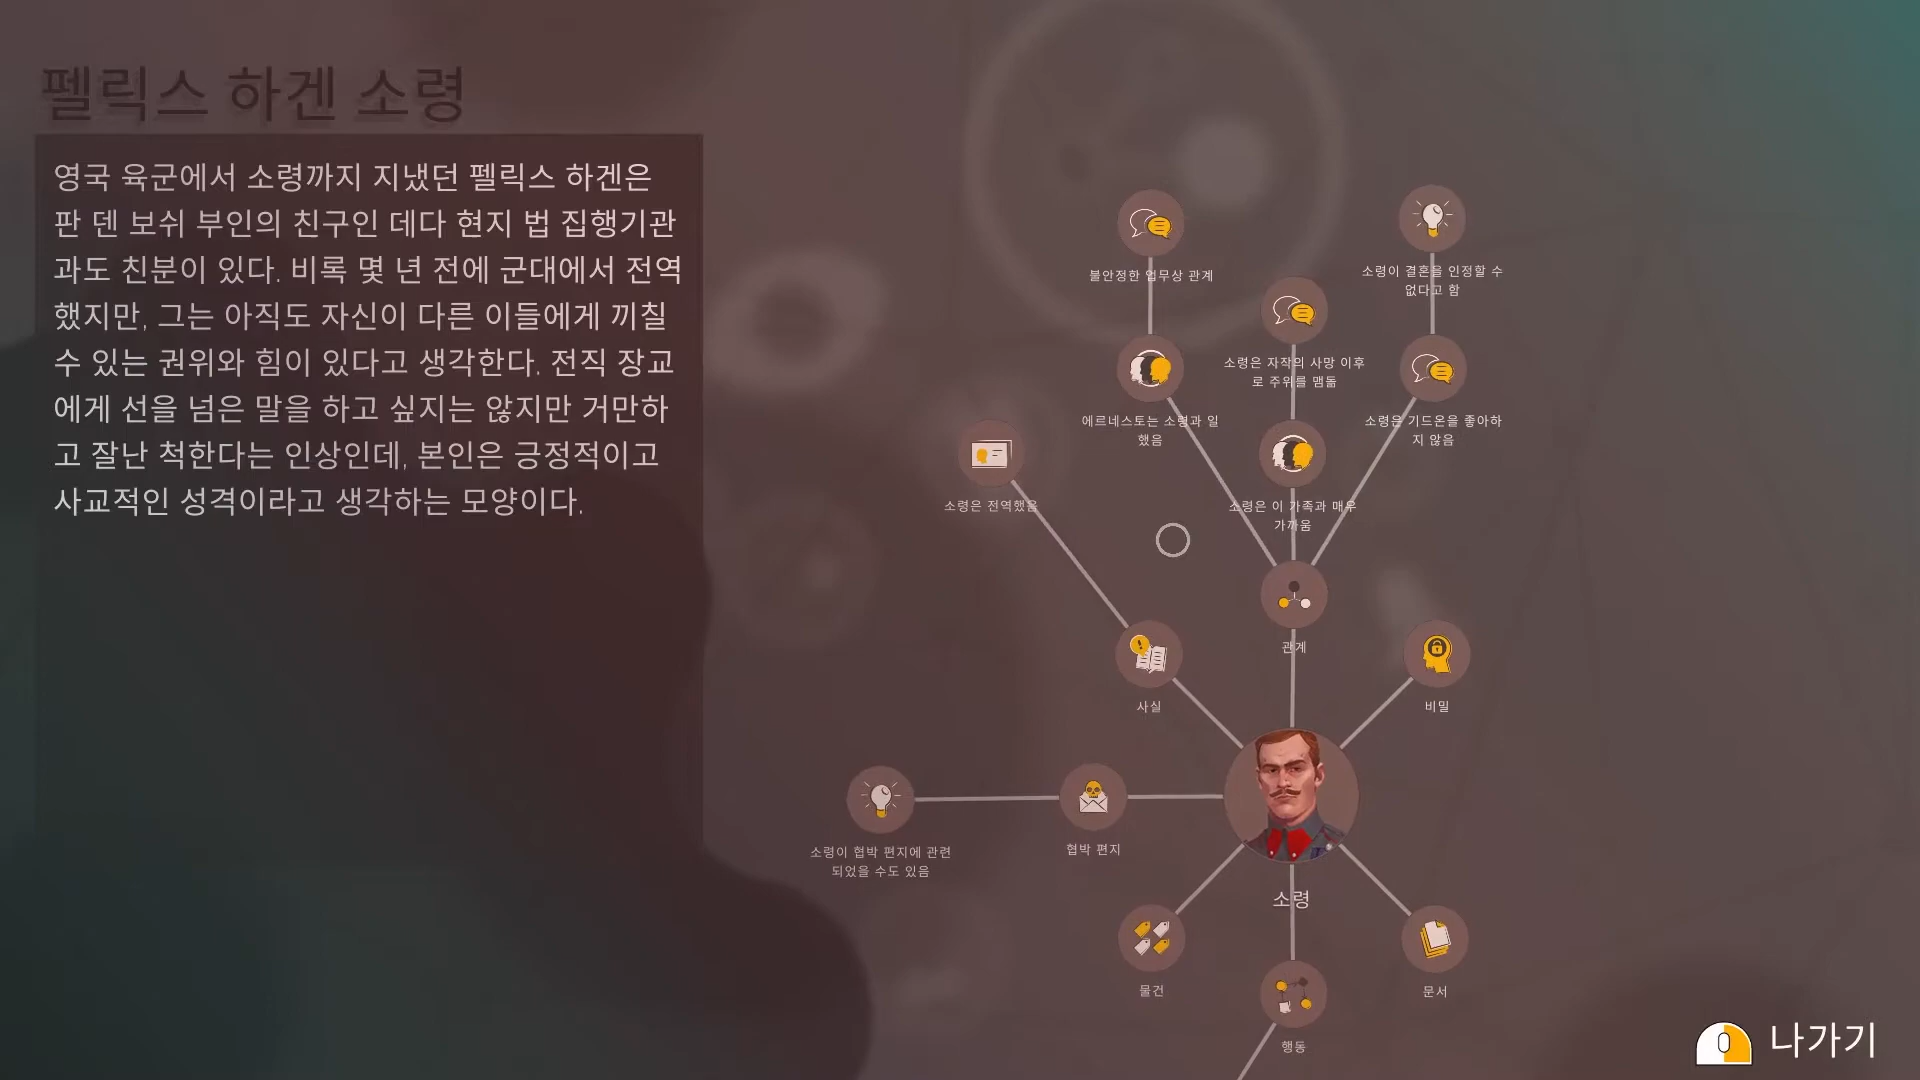 펠릭스 하겐 소령
영국 육군에서 소령까지 지냈던 펠릭스 하겐은
판 덴 보쉬 부인의 친구인 데다 현지 법 집행기관
과도 친분이 있다. 비록 몇 년 전에 군대에서 전역
했지만, 그는 아직도 자신이 다른 이들에게 끼칠
수 있는 권위와 힘이 있다고 생각한다. 전직 장교
에게 선을 넘은 말을 하고 싶지는 않지만 거만하
고 잘난 척한다는 인상인데, 본인은 긍정적이고
사교적인 성격이라고 생각하는 모양이다.
불안정한 업무상 관계
소령이 결혼을 인정할 수
없다고 함
소령은 자작의 사망 이후
로 주위를 맴돎
에르네스토는 소령과 일
했음
소령은 기드온을 좋아하
지 않음
소령은 전역했음
소령은 이 가족과 매우
가까움
관계
사실
비밀
소령이 협박 편지에 관련
되었을 수도 있음
협박 편지
소령
물건
문서
행동
나가기